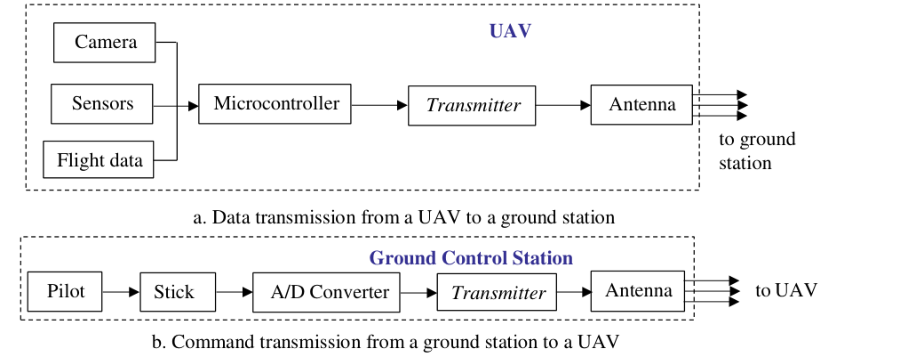 UAV
Camera
Sensors
Microcontroller
Transmitter
Antenna
Flight data
to ground
station
a. Data transmission from a UAV to a ground station
Ground Control Station
Pilot
Stick
A/D Converter
Transmitter
Antenna
to UAV
b. Command transmission from a ground station to a UAV